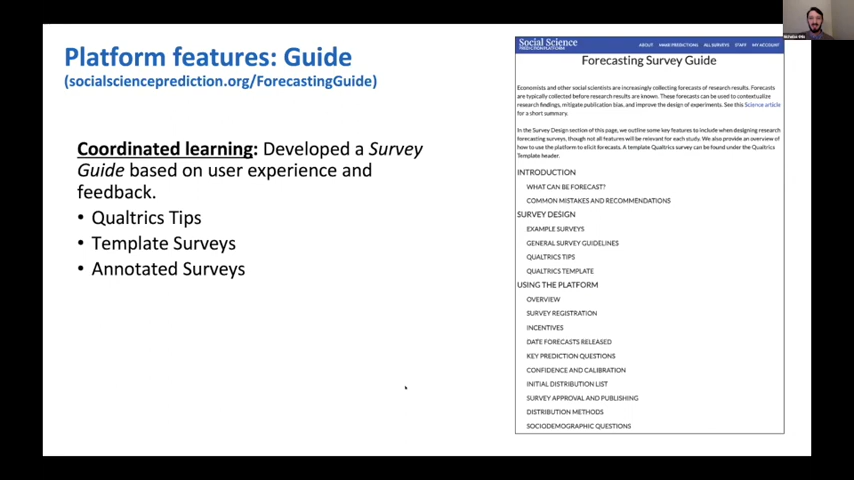 Platform features: Guide
(socialscienceprediction.org/ForecastingGuide)
Coordinated learning: Developed a Survey
Guide based on user experience and
feedback.
• Qualtrics Tips
• Template Surveys
• Annotated Surveys
Social Science
PREDICTION PLATFORM
ABOUT MAKE PREDICTIONS ALL SURVEYS STAFF MY ACCOUNT
Forecasting Survey Guide
Economists and other social scientists are increasingly collecting forecasts of research results. Forecasts
are typically collected before research results are known. These forecasts can be used to contextualize
research findings, mitigate publication bias, and improve the design of experiments. See this Science article
for a short summary.
In the Survey Design section of this page, we outline some key features to include when designing research
forecasting surveys, though not all features will be relevant for each study. We also provide an overview of
how to use the platform to elicit forecasts. A template Qualtrics survey can be found under the Qualtrics
Template header.
INTRODUCTION
WHAT CAN BE FORECAST?
COMMON MISTAKES AND RECOMMENDATIONS
SURVEY DESIGN
EXAMPLE SURVEYS
GENERAL SURVEY GUIDELINES
QUALTRICS TIPS
QUALTRICS TEMPLATE
USING THE PLATFORM
OVERVIEW
SURVEY REGISTRATION
INCENTIVES
DATE FORECASTS RELEASED
KEY PREDICTION QUESTIONS
CONFIDENCE AND CALIBRATION
INITIAL DISTRIBUTION LIST
SURVEY APPROVAL AND PUBLISHING
DISTRIBUTION METHODS
SOCIODEMOGRAPHIC QUESTIONS